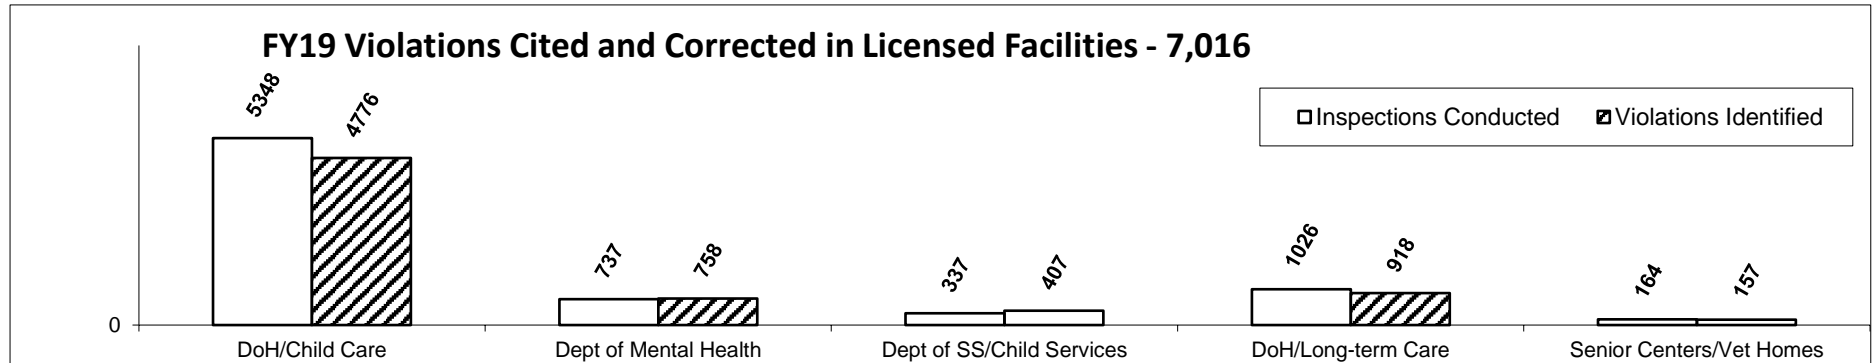 FY19 Violations Cited and Corrected in Licensed Facilities - 7,016
Inspections Conducted Violations Identified
5348 4776 737 758 337 407 1026 918 164 157
0
DoH/Child Care Dept of Mental Health Dept of SS/Child Services DoH/Long-term Care Senior Centers/Vet Homes